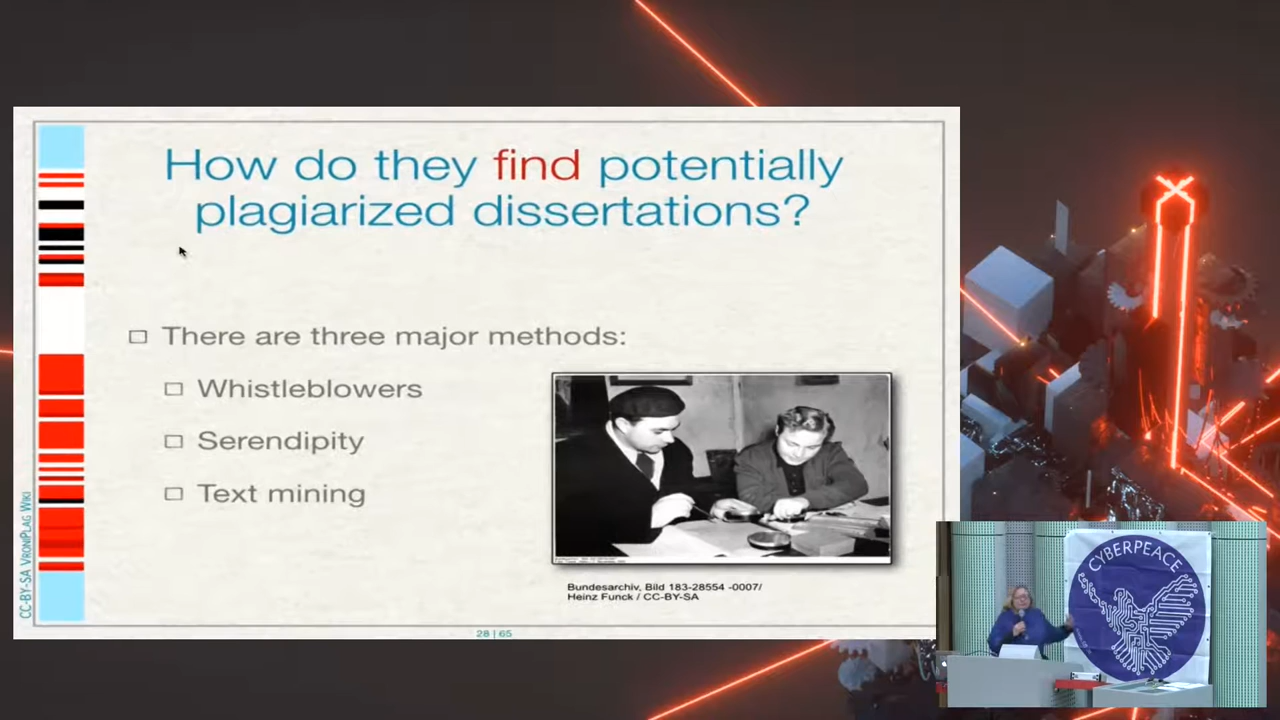 How do they find potentially
plagiarized dissertations?
There are three major methods:
Whistleblowers
Serendipity
Text mining
Bundesarchiv, Bild 183-28554 -0007/
Heinz Funck / CC-BY-SA
CC-BY-SA VroniPlag Wiki
28 | 65
CYBERPEACE